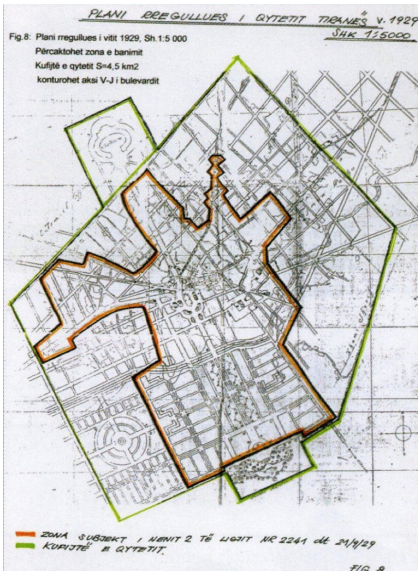 PLANI RREGULLUES I QYTETIT TIRANËS V. 1929
SHK 1:5000
Fig.8: Plani rregullues i vitit 1929, Sh.1:5 000
Përcaktohet zona e banimit
Kufijtë e qytetit S=4,5 km2
konturohet aksi V-J i bulevardit
ZONA SUBJEKT I NENIT 2 TË LIGJIT NR 2241 dt 21/9/29
KUFIJTË E QYTETIT.
FIG. 8